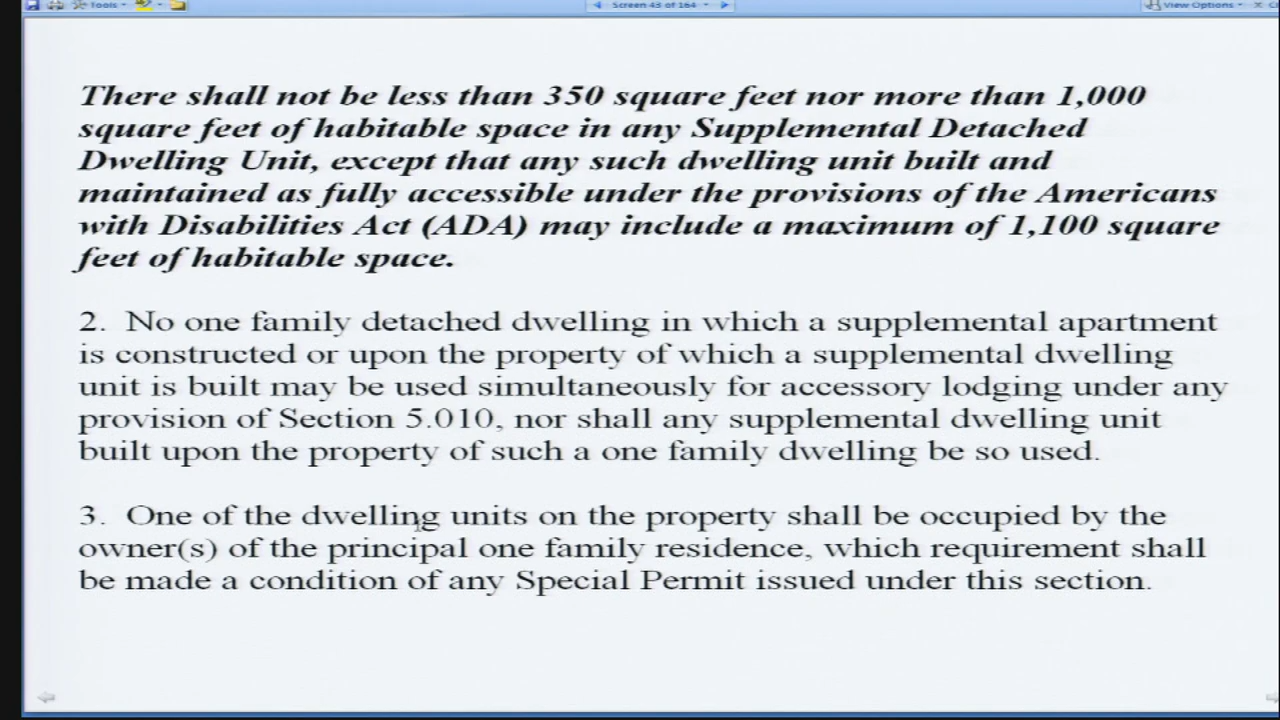 Tools
Screen 43 of 164
View Options
There shall not be less than 350 square feet nor more than 1,000
square feet of habitable space in any Supplemental Detached
Dwelling Unit, except that any such dwelling unit built and
maintained as fully accessible under the provisions of the Americans
with Disabilities Act (ADA) may include a maximum of 1,100 square
feet of habitable space.
2. No one family detached dwelling in which a supplemental apartment
is constructed or upon the property of which a supplemental dwelling
unit is built may be used simultaneously for accessory lodging under any
provision of Section 5.010, nor shall any supplemental dwelling unit
built upon the property of such a one family dwelling be so used.
3. One of the dwelling units on the property shall be occupied by the
owner(s) of the principal one family residence, which requirement shall
be made a condition of any Special Permit issued under this section.